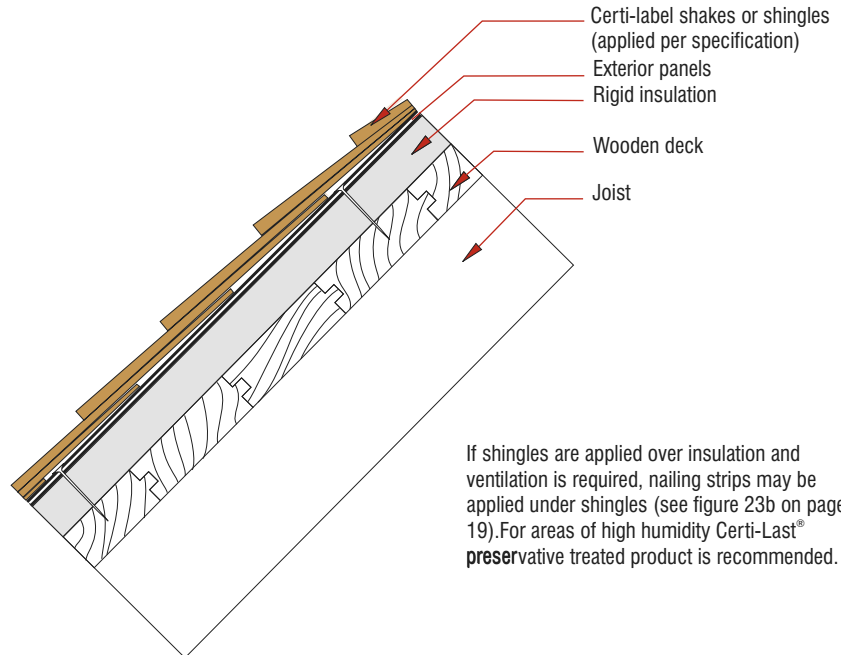 Certi-label shakes or shingles
(applied per specification)
Exterior panels
Rigid insulation
Wooden deck
Joist
If shingles are applied over insulation and
ventilation is required, nailing strips may be
applied under shingles (see figure 23b on page
19).For areas of high humidity Certi-Last®
preservative treated product is recommended.